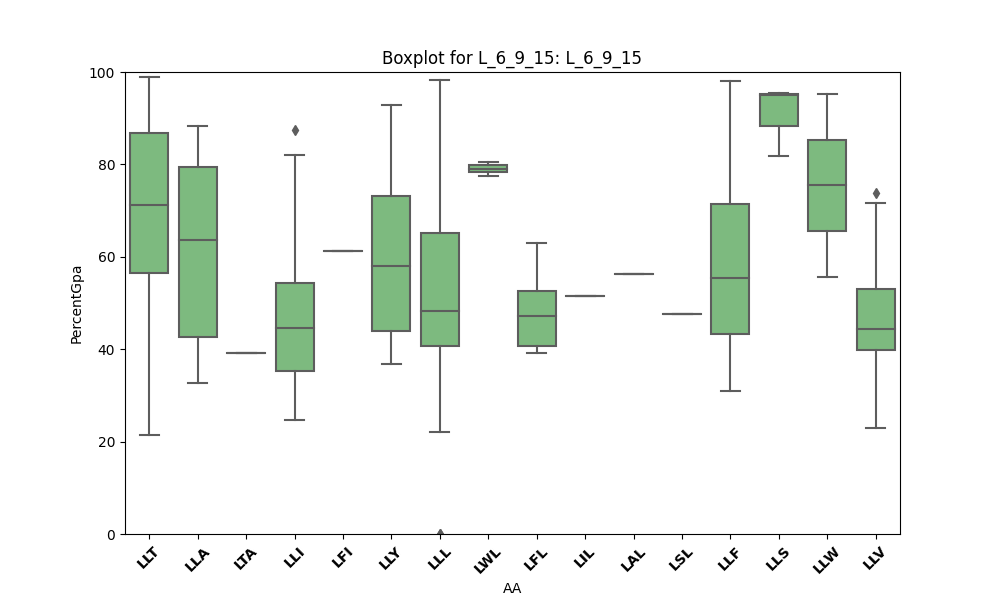 Boxplot for L_6_9_15: L_6_9_15
PercentGpa
100
80
60
40
20
0
LLT
LLA
LTA
LLI
LFI
LLY
LLL
LWL
LFL
LIL
LAL
LSL
LLF
LLS
LLW
LLV
AA